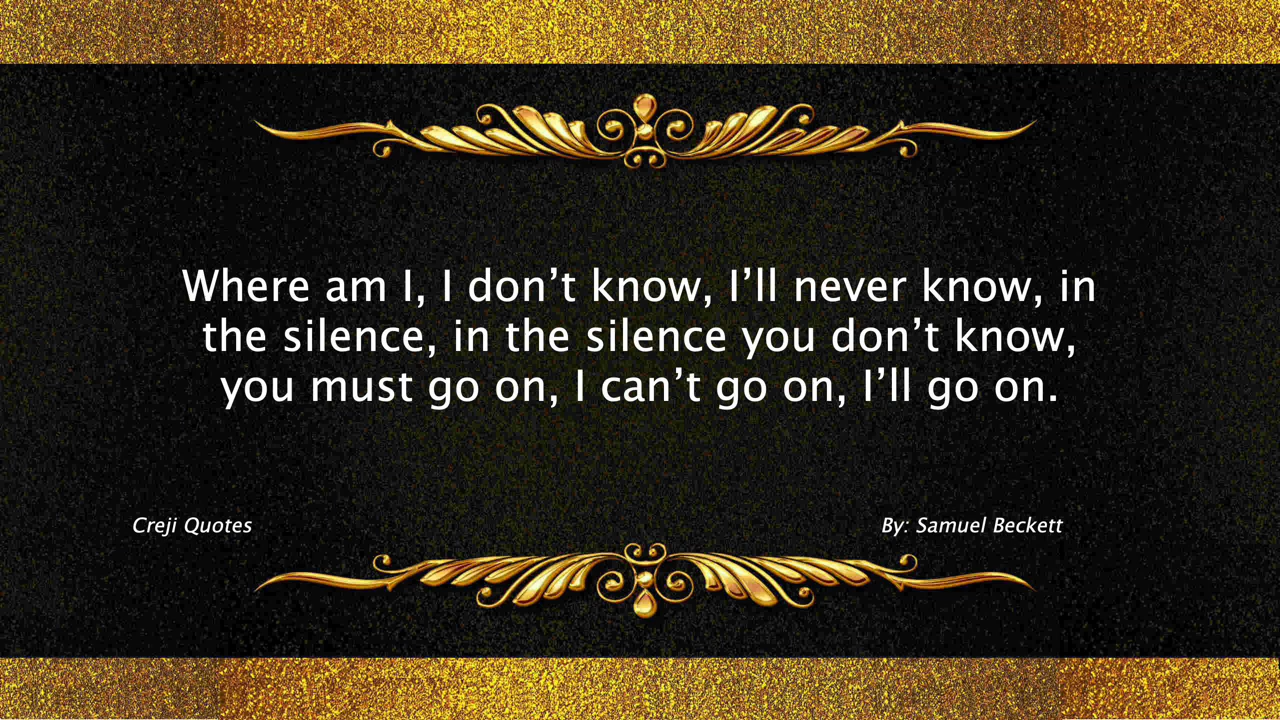 Where am I, I don’t know, I’ll never know, in
the silence, in the silence you don’t know,
you must go on, I can’t go on, I’ll go on.
Creji Quotes
By: Samuel Beckett